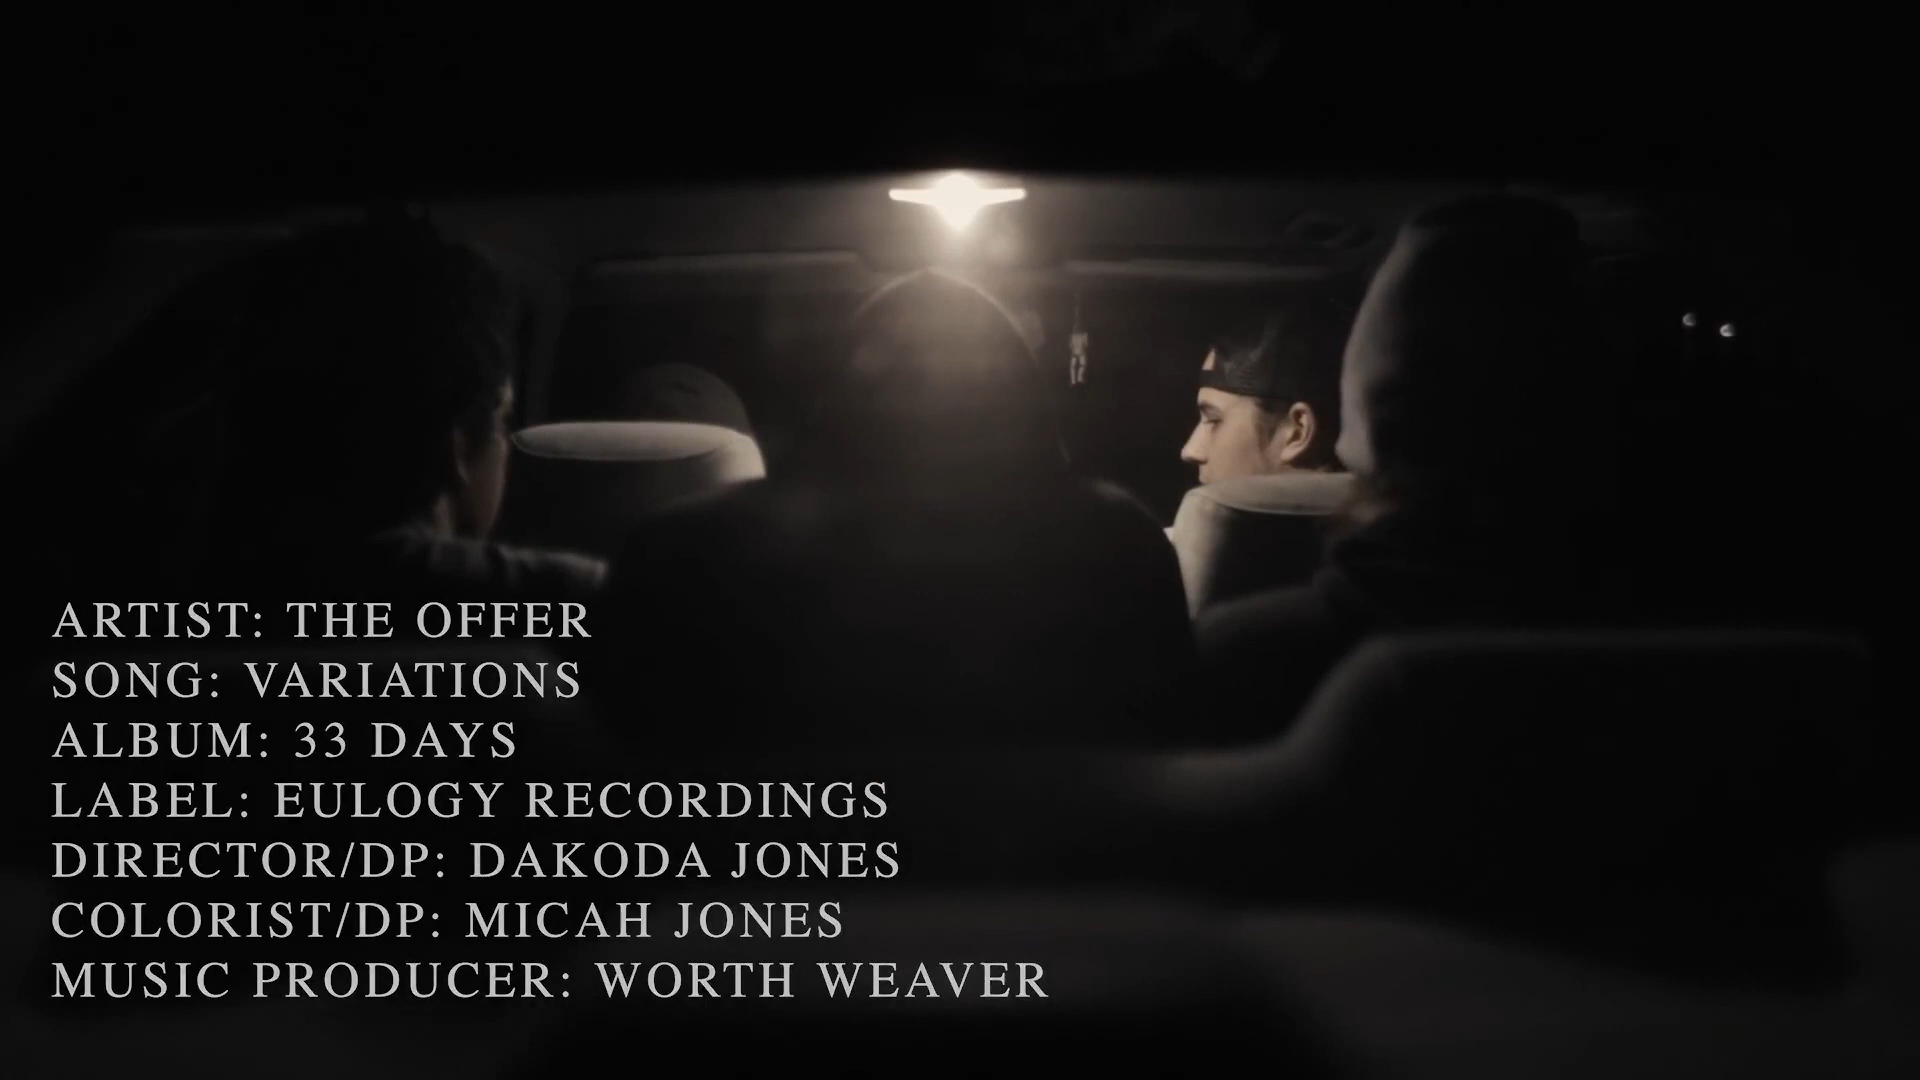 ARTIST: THE OFFER
SONG: VARIATIONS
ALBUM: 33 DAYS
LABEL: EULOGY RECORDINGS
DIRECTOR/DP: DAKODA JONES
COLORIST/DP: MICAH JONES
MUSIC PRODUCER: WORTH WEAVER